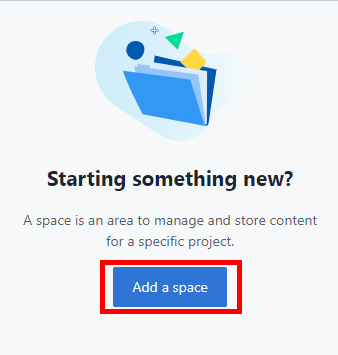 Starting something new?
A space is an area to manage and store content
for a specific project.
Add a space